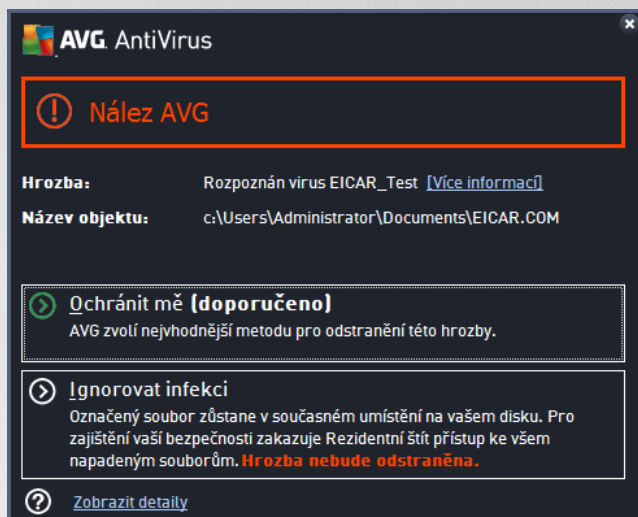 AVG. AntiVirus
Nález AVG
Hrozba: Rozpoznán virus EICAR_Test [Více informací]
Název objektu: c:\Users\Administrator\Documents\EICAR.COM
Ochránit mě (doporučeno)
AVG zvolí nejvhodnější metodu pro odstranění této hrozby.
Ignorovat infekci
Označený soubor zůstane v současném umístění na vašem disku. Pro
zajištění vaší bezpečnosti zakazuje Rezidentní štít přístup ke všem
napadeným souborům. Hrozba nebude odstraněna.
Zobrazit detaily